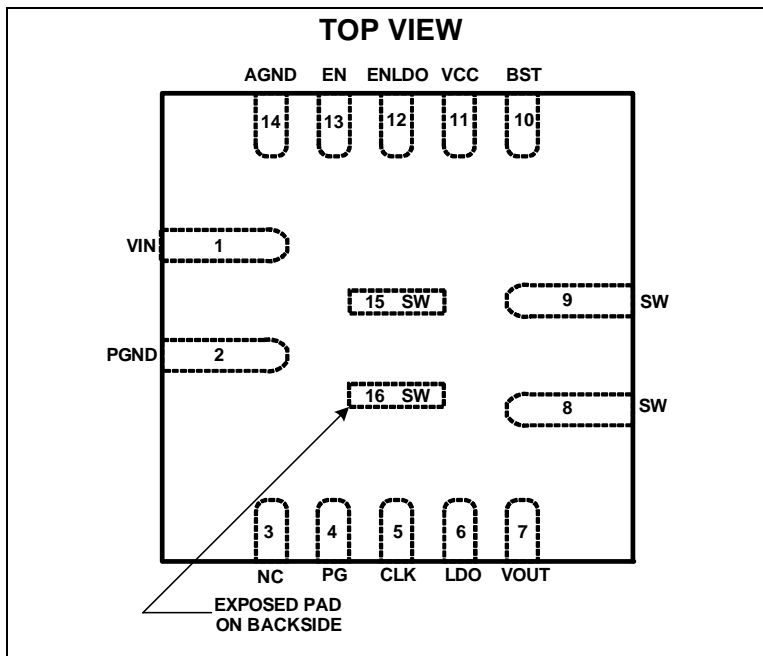 TOP VIEW
AGND EN ENLDO VCC BST
14 13 12 11 10
VIN 1
15 SW 9 SW
PGND 2
16 SW 8 SW
3 4 5 6 7
NC PG CLK LDO VOUT
EXPOSED PAD
ON BACKSIDE